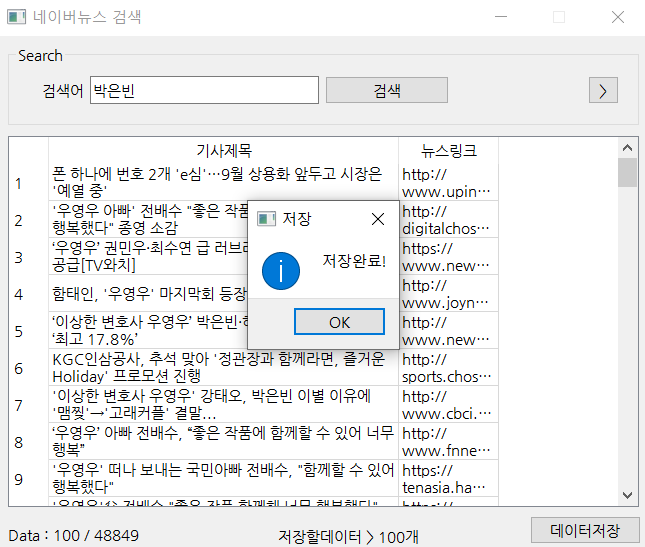 네이버뉴스 검색
Search
검색어 박은빈 검색 >
기사제목 뉴스링크
1 폰 하나에 번호 2개 'e심'…9월 상용화 앞두고 시장은 http://
'예열 중' www.upin…
2 '우영우 아빠' 전배수 "좋은 작품 http://
행복했다" 종영 소감 digitalchos…
3 ‘우영우’ 권민우·최수연 급 러브라 https://
공급[TV와치] www.new…
4 함태인, '우영우' 마지막회 등장 http://
www.joyn…
5 ‘이상한 변호사 우영우’ 박은빈· http://
‘최고 17.8%’ www.new…
6 KGC인삼공사, 추석 맞아 '정관장과 함께라면, 즐거운 http://
Holiday' 프로모션 진행 sports.chos…
7 '이상한 변호사 우영우' 강태오, 박은빈 이별 이유에 http://
'맴찢'→'고래커플' 결말... www.cbci.…
8 ‘우영우’ 아빠 전배수, “좋은 작품에 함께할 수 있어 너무 http://
행복” www.fnne…
9 '우영우' 떠나 보내는 국민아빠 전배수, "함께할 수 있어 https://
행복했다" tenasia.ha…
저장
저장완료!
OK
Data : 100 / 48849 저장할데이터 > 100개 데이터저장